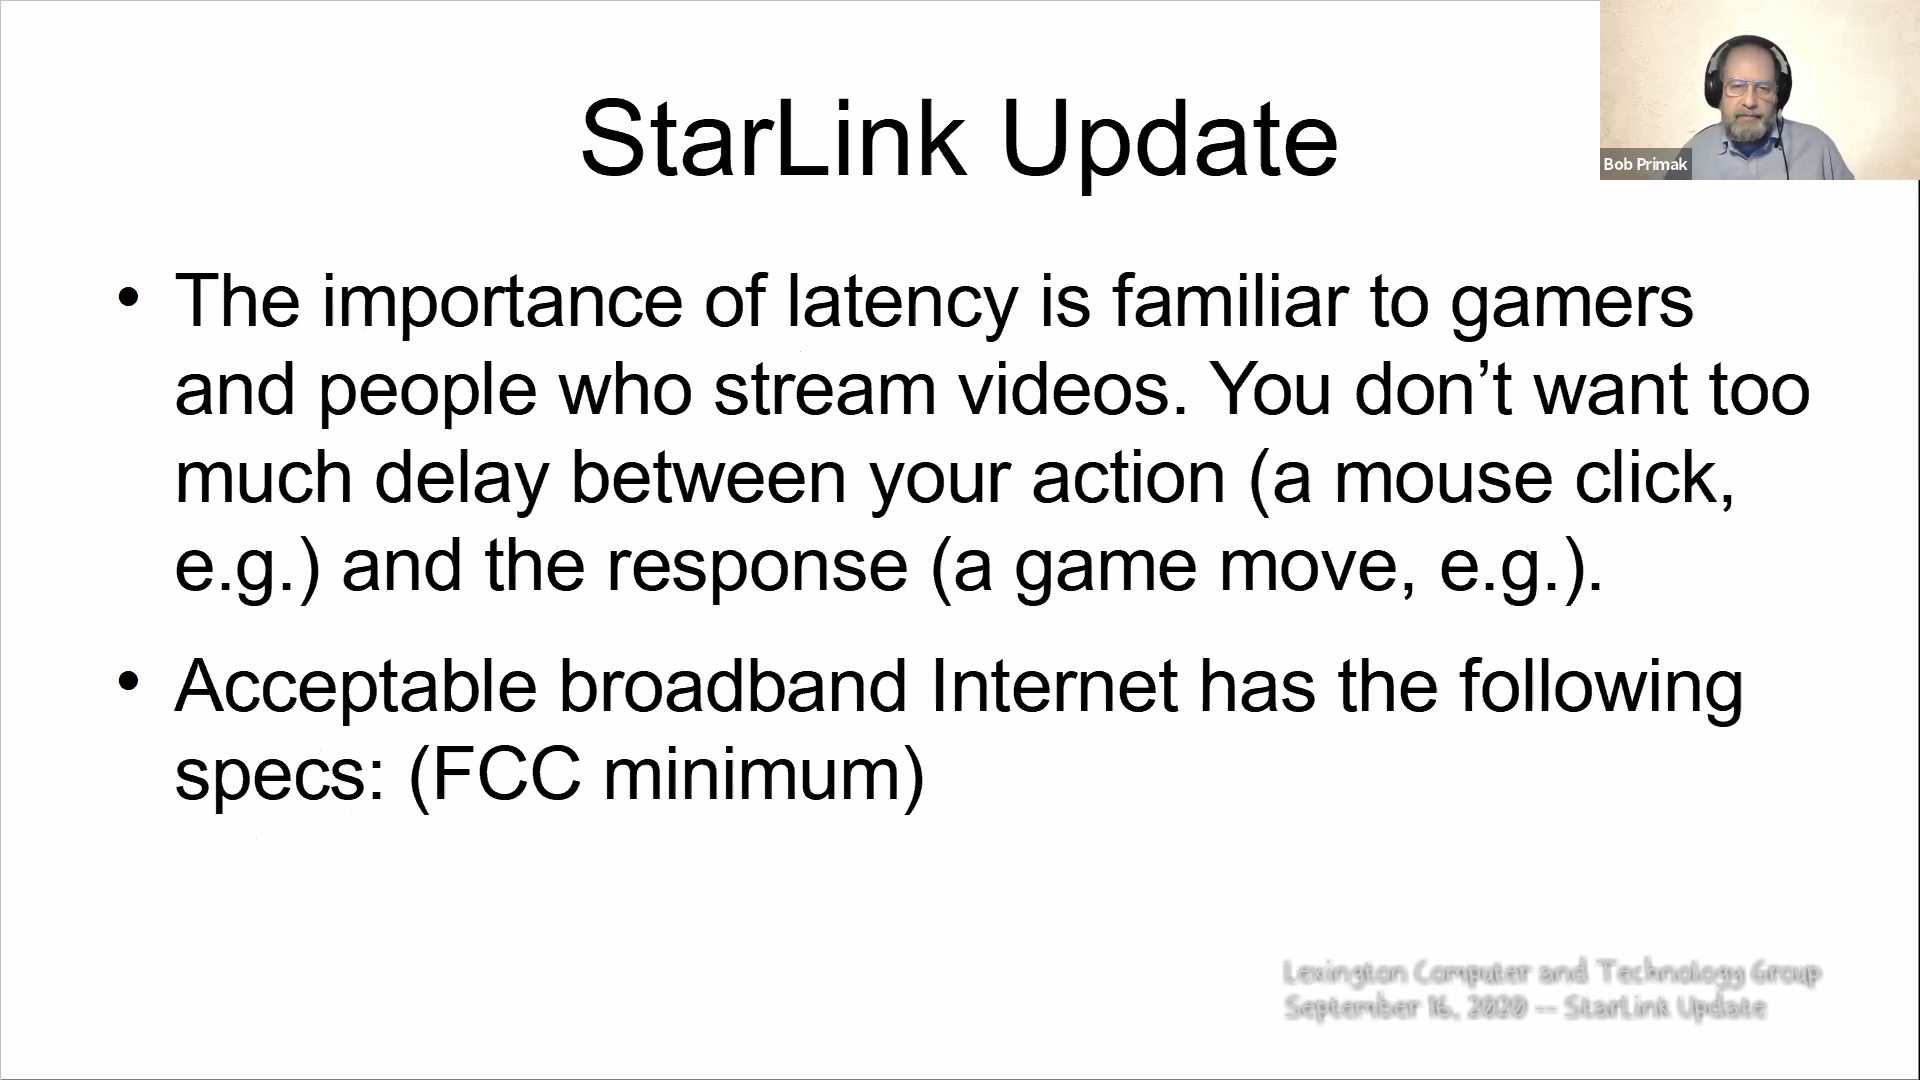 StarLink Update
Bob Primak
• The importance of latency is familiar to gamers
and people who stream videos. You don’t want too
much delay between your action (a mouse click,
e.g.) and the response (a game move, e.g.).
• Acceptable broadband Internet has the following
specs: (FCC minimum)
Lexington Computer and Technology Group
September 16, 2020 -- StarLink Update